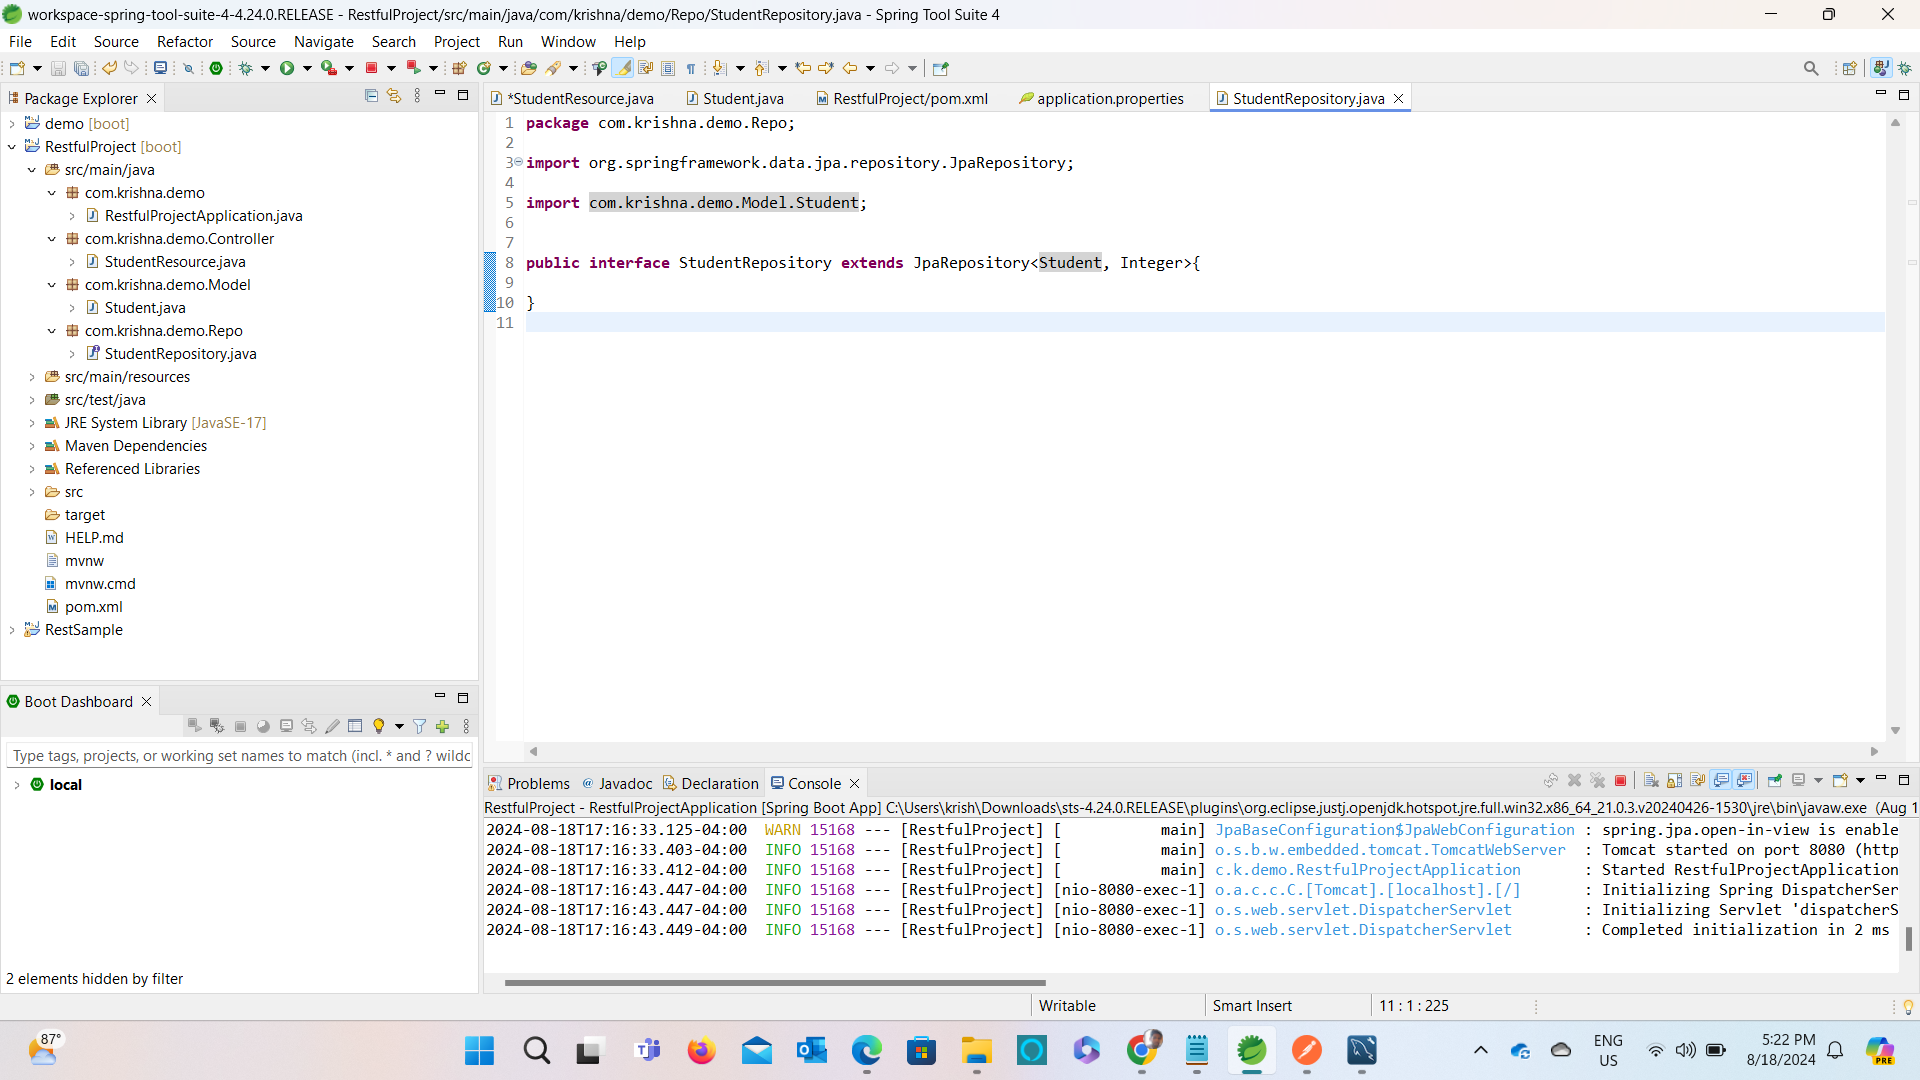 workspace-spring-tool-suite-4-4.24.0.RELEASE - RestfulProject/src/main/java/com/krishna/demo/Repo/StudentRepository.java - Spring Tool Suite 4
File Edit Source Refactor Source Navigate Search Project Run Window Help
Package Explorer
demo [boot]
RestfulProject [boot]
src/main/java
com.krishna.demo
RestfulProjectApplication.java
com.krishna.demo.Controller
StudentResource.java
com.krishna.demo.Model
Student.java
com.krishna.demo.Repo
StudentRepository.java
src/main/resources
src/test/java
JRE System Library [JavaSE-17]
Maven Dependencies
Referenced Libraries
src
target
HELP.md
mvnw
mvnw.cmd
pom.xml
RestSample
*StudentResource.java Student.java RestfulProject/pom.xml application.properties StudentRepository.java
1 package com.krishna.demo.Repo;
2
3 import org.springframework.data.jpa.repository.JpaRepository;
4
5 import com.krishna.demo.Model.Student;
6
7
8 public interface StudentRepository extends JpaRepository<Student, Integer>{
9
10 }
11
Boot Dashboard
Type tags, projects, or working set names to match (incl. * and ? wildc
local
2 elements hidden by filter
Problems Javadoc Declaration Console
RestfulProject - RestfulProjectApplication [Spring Boot App] C:\Users\krish\Downloads\sts-4.24.0.RELEASE\plugins\org.eclipse.justj.openjdk.hotspot.jre.full.win32.x86_64_21.0.3.v20240426-1530\jre\bin\javaw.exe (Aug 1
2024-08-18T17:16:33.125-04:00 WARN 15168 --- [RestfulProject] [ main] JpaBaseConfiguration$JpaWebConfiguration : spring.jpa.open-in-view is enable
2024-08-18T17:16:33.403-04:00 INFO 15168 --- [RestfulProject] [ main] o.s.b.w.embedded.tomcat.TomcatWebServer : Tomcat started on port 8080 (http
2024-08-18T17:16:33.412-04:00 INFO 15168 --- [RestfulProject] [ main] c.k.demo.RestfulProjectApplication : Started RestfulProjectApplication
2024-08-18T17:16:43.447-04:00 INFO 15168 --- [RestfulProject] [nio-8080-exec-1] o.a.c.c.C.[Tomcat].[localhost].[/] : Initializing Spring DispatcherSer
2024-08-18T17:16:43.447-04:00 INFO 15168 --- [RestfulProject] [nio-8080-exec-1] o.s.web.servlet.DispatcherServlet : Initializing Servlet 'dispatcherS
2024-08-18T17:16:43.449-04:00 INFO 15168 --- [RestfulProject] [nio-8080-exec-1] o.s.web.servlet.DispatcherServlet : Completed initialization in 2 ms
Writable Smart Insert 11 : 1 : 225
87°
ENG
US
5:22 PM
8/18/2024
PRE